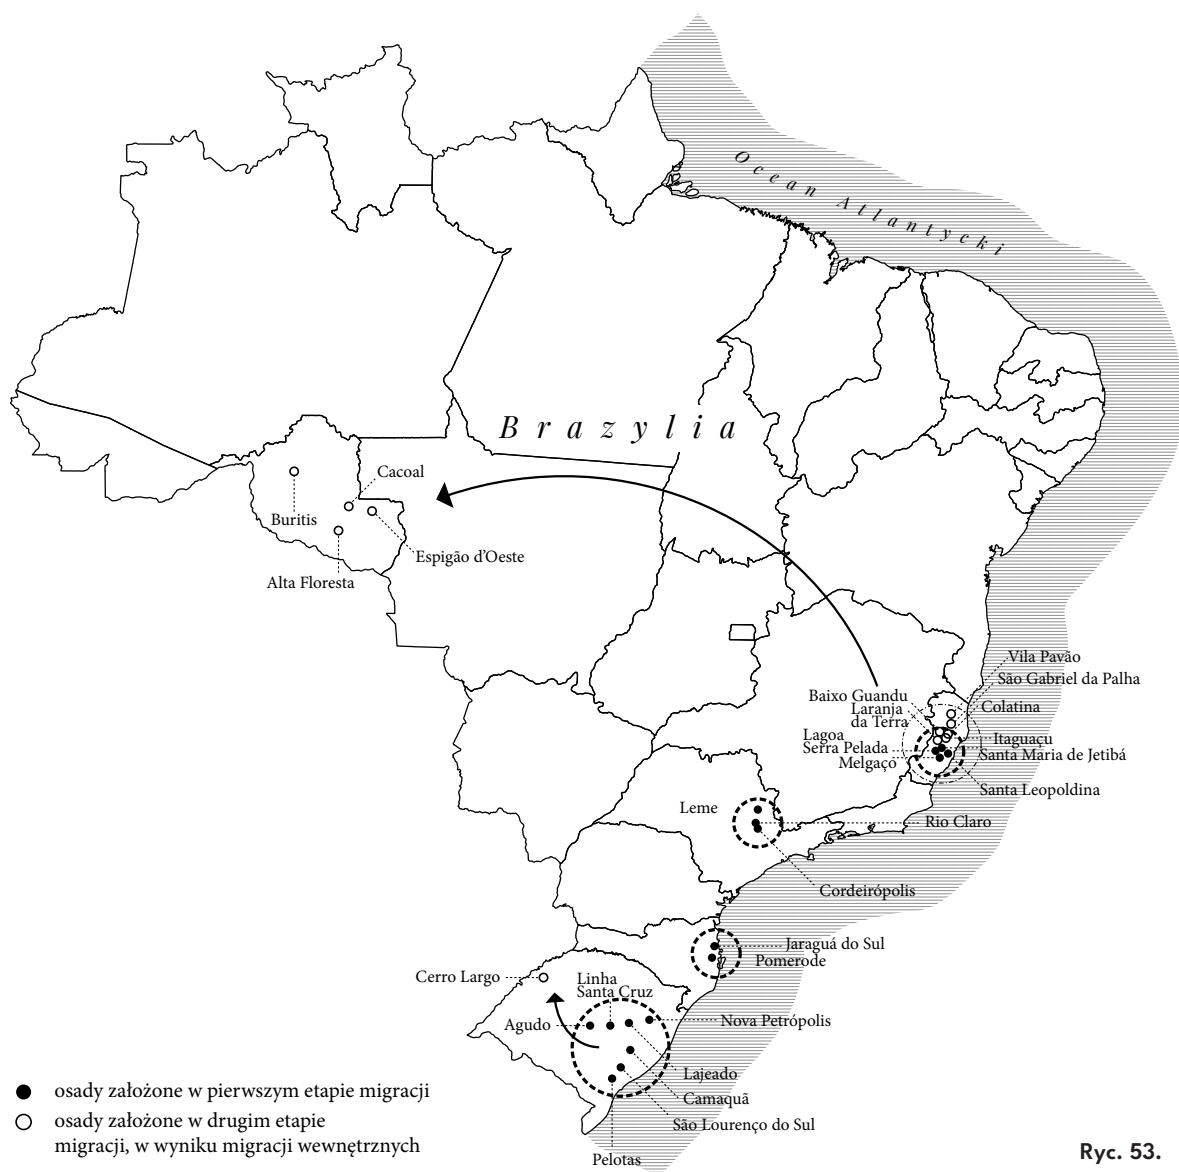 Ocean Atlantycki
Brazylia
Cacoal
Buritis
Espigão d'Oeste
Alta Floresta
Vila Pavão
São Gabriel da Palha
Baixo Guandu
Laranja
da Terra
Colatina
Lagoa
Serra Pelada
Melgaço
Itaguaçu
Santa Maria de Jetibá
Santa Leopoldina
Leme
Rio Claro
Cordeirópolis
Jaraguá do Sul
Pomerode
Cerro Largo
Linha
Santa Cruz
Agudo
Nova Petrópolis
Lajeado
Camaquã
São Lourenço do Sul
Pelotas
osady założone w pierwszym etapie migracji
osady założone w drugim etapie
migracji, w wyniku migracji wewnętrznych
Ryc. 53.